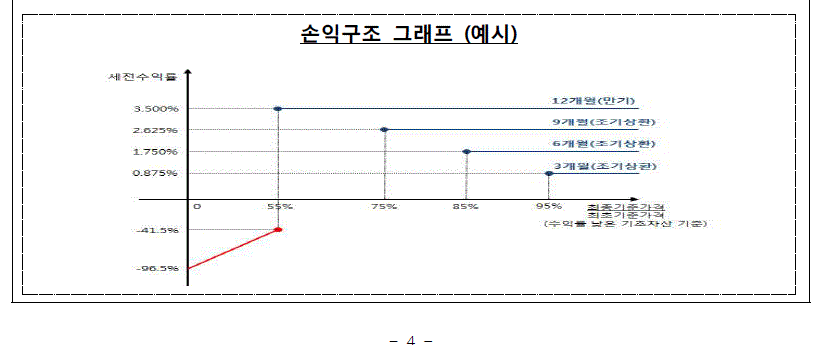 손익구조 그래프 (예시)
세전수익률
3.500%
12개월(만기)
2.625%
9개월(조기상환)
1.750%
6개월(조기상환)
0.875%
3개월(조기상환)
0
55%
75%
85%
95%
최종기준가격
최초기준가격
(수익률 낮은 기초자산 기준)
-41.5%
-96.5%
- 4 -